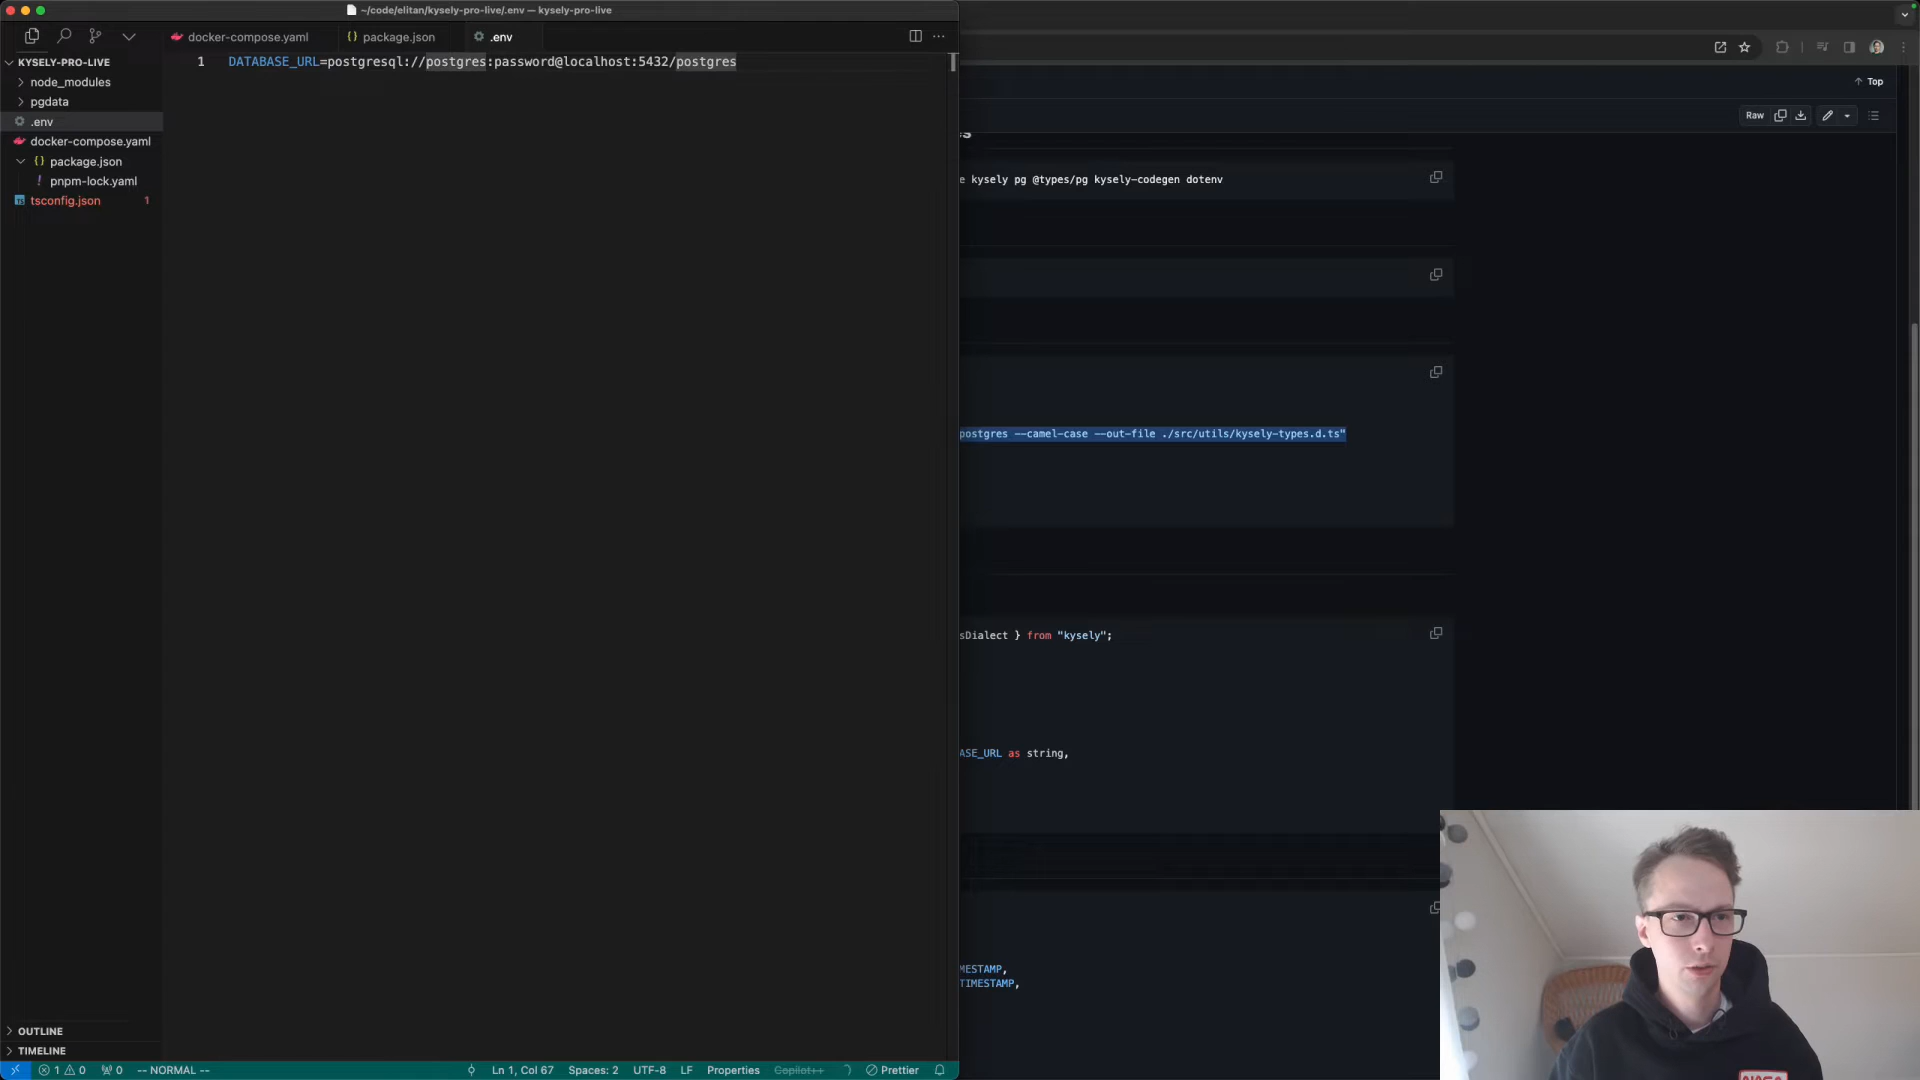 ~/code/elitan/kysely-pro-live/.env — kysely-pro-live
docker-compose.yaml
package.json
.env
KYSELY-PRO-LIVE
node_modules
pgdata
.env
docker-compose.yaml
package.json
pnpm-lock.yaml
tsconfig.json 1
1 DATABASE_URL=postgresql://postgres:password@localhost:5432/postgres
Top
Raw
e kysely pg @types/pg kysely-codegen dotenv
postgres --camel-case --out-file ./src/utils/kysely-types.d.ts"
sDialect } from "kysely";
ASE_URL as string,
MESTAMP,
TIMESTAMP,
OUTLINE
TIMELINE
1 0 0 -- NORMAL -- Ln 1, Col 67 Spaces: 2 UTF-8 LF Properties Copilot++ Prettier